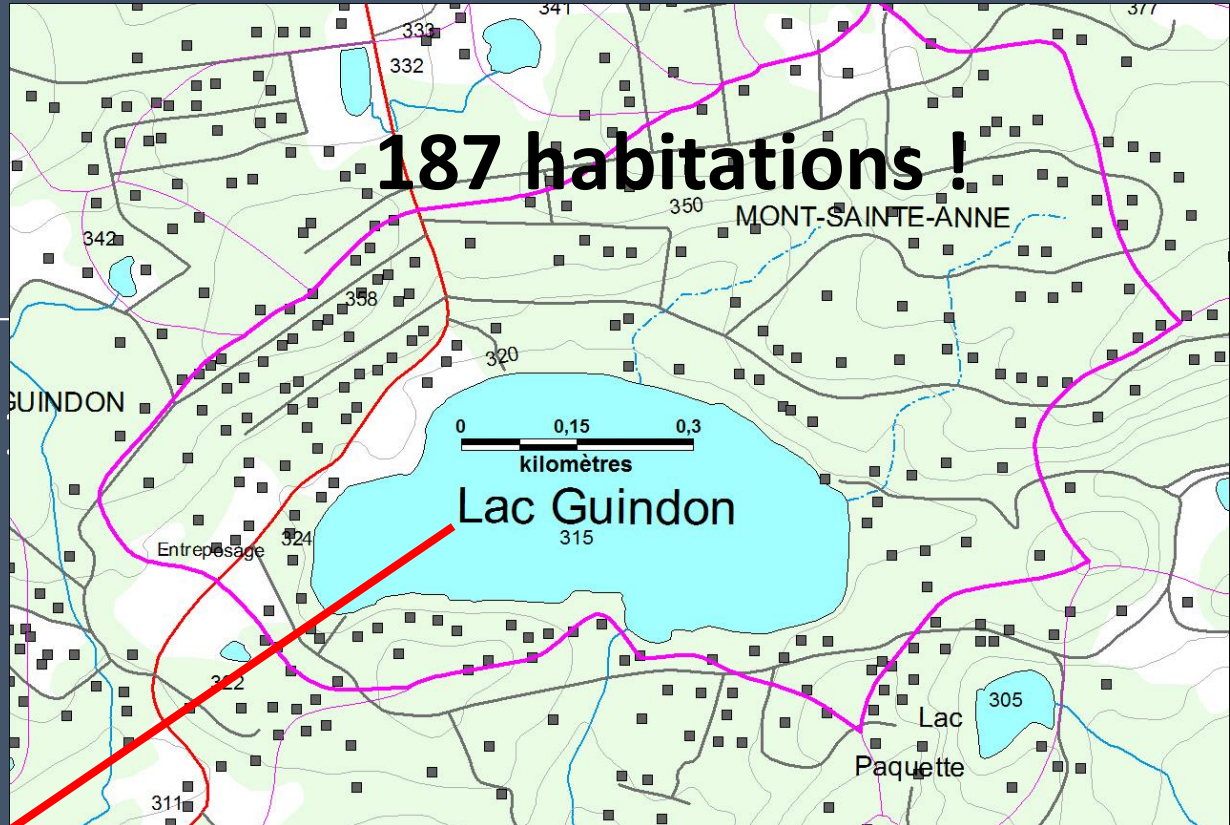 341
377
333
332
187 habitations !
350
MONT-SAINTE-ANNE
342
358
320
GUINDON
0 0,15 0,3
kilomètres
Lac Guindon
315
324
Entreposage
322
305
Lac
Paquette
311